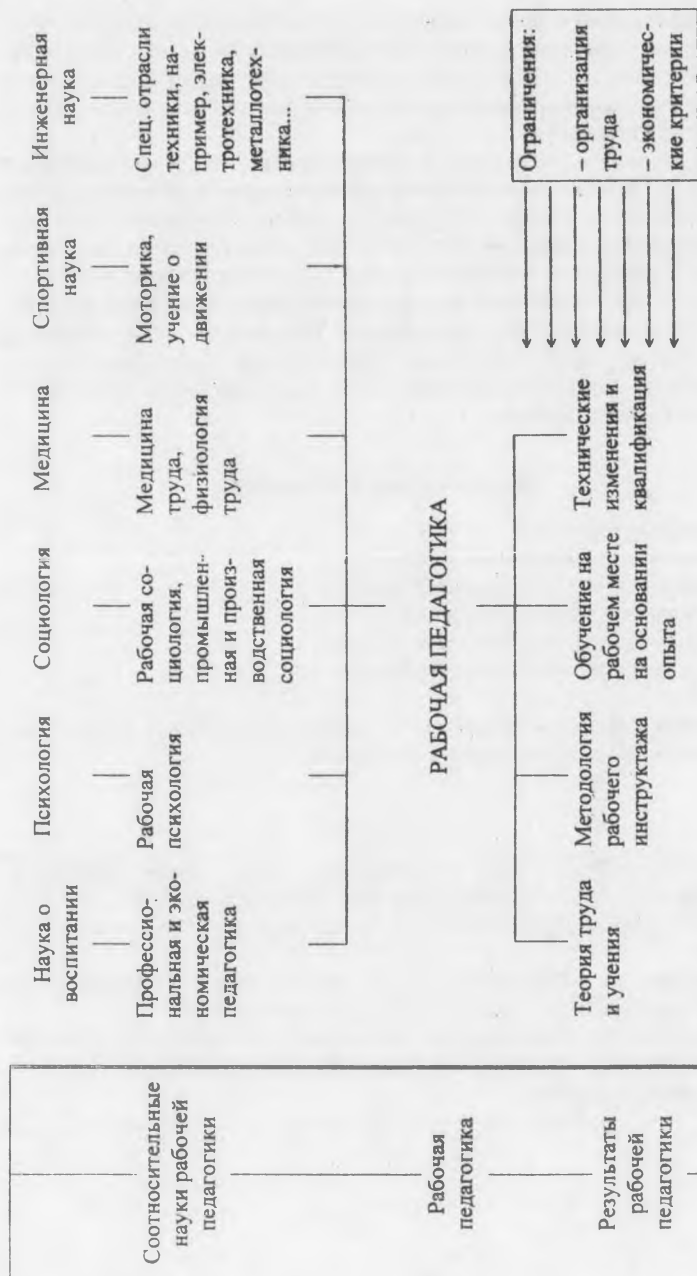 Наука о
воспитании
Психология
Социология
Медицина
Спортивная
наука
Инженерная
наука
Соотносительные
науки рабочей
педагогики
Профессио-
нальная и эко-
номическая
педагогика
Рабочая
психология
Рабочая со-
циология,
промышлен-
ная и произ-
водственная
социология
Медицина
труда,
физиология
труда
Моторика,
учение о
движении
Спец. отрасли
техники, на-
пример, элек-
тротехника,
металлотех-
ника...
Рабочая
педагогика
РАБОЧАЯ ПЕДАГОГИКА
Результаты
рабочей
педагогики
Теория труда
и учения
Методология
рабочего
инструктажа
Обучение на
рабочем месте
на основании
опыта
Технические
изменения и
квалификация
Ограничения:
– организация
труда
– экономичес-
кие критерии